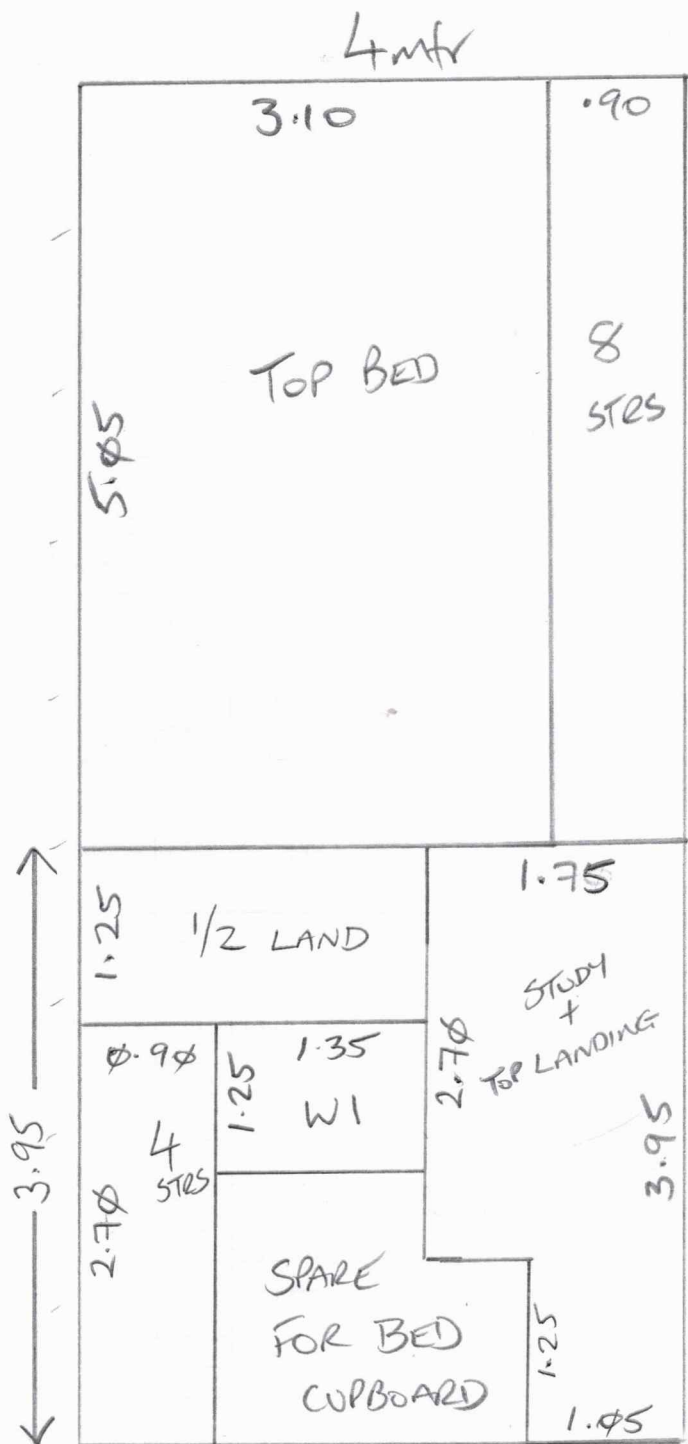 4mtr
3.10
.90
TOP BED
8
STRS
5.05
1.75
1.25
1/2 LAND
STUDY
+
TOP LANDING
0.90
1.35
1.25
W1
2.70
4
STRS
3.95
2.70
3.95
SPARE
FOR BED
CUPBOARD
1.25
1.05